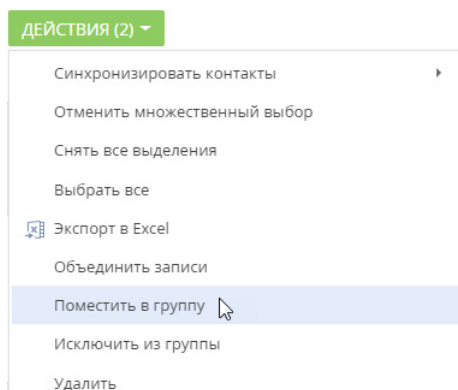 ДЕЙСТВИЯ (2)
Синхронизировать контакты
Отменить множественный выбор
Снять все выделения
Выбрать все
Экспорт в Excel
Объединить записи
Поместить в группу
Исключить из группы
Удалить